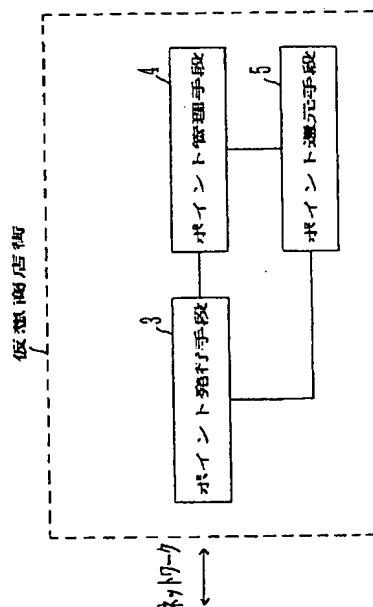 仮想商店街
ネットワーク
3
ポイント発行手段
4
ポイント管理手段
5
ポイント還元手段